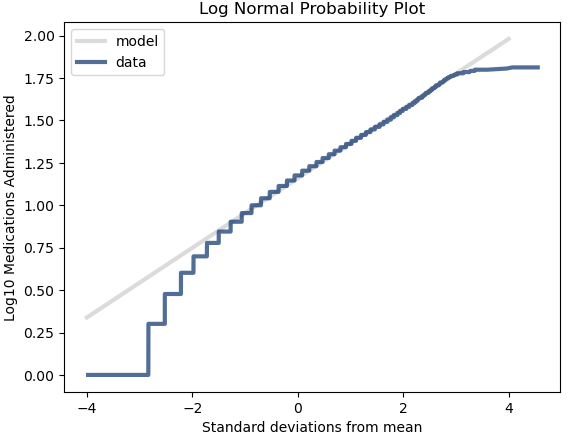 Log Normal Probability Plot
model
data
Log10 Medications Administered
2.00
1.75
1.50
1.25
1.00
0.75
0.50
0.25
0.00
−4
−2
0
2
4
Standard deviations from mean